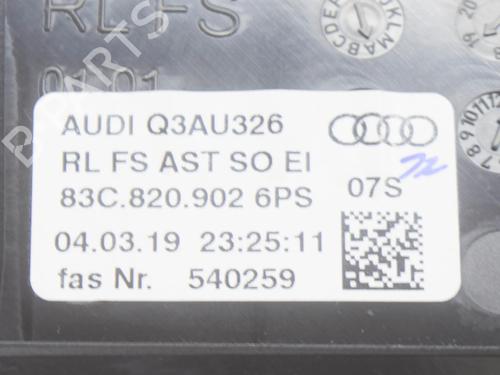 RL FS
01 01
B-PARTS
AUDI Q3AU326
RL FS AST SO EI
83C.820.902 6PS 07S
04.03.19 23:25:11
fas Nr. 540259